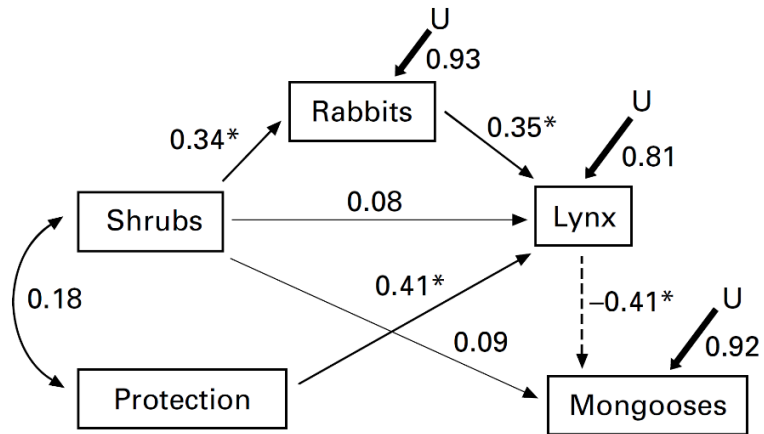 U
0.93
Rabbits
U
0.34*
0.35*
0.81
0.08
Shrubs
Lynx
0.41*
0.18
–0.41*
U
0.09
0.92
Protection
Mongooses